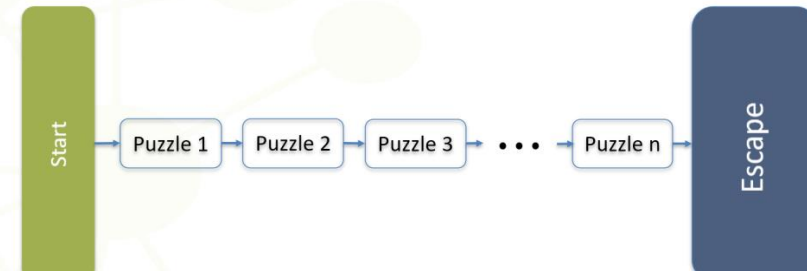 Start
Puzzle 1
Puzzle 2
Puzzle 3
• • •
Puzzle n
Escape